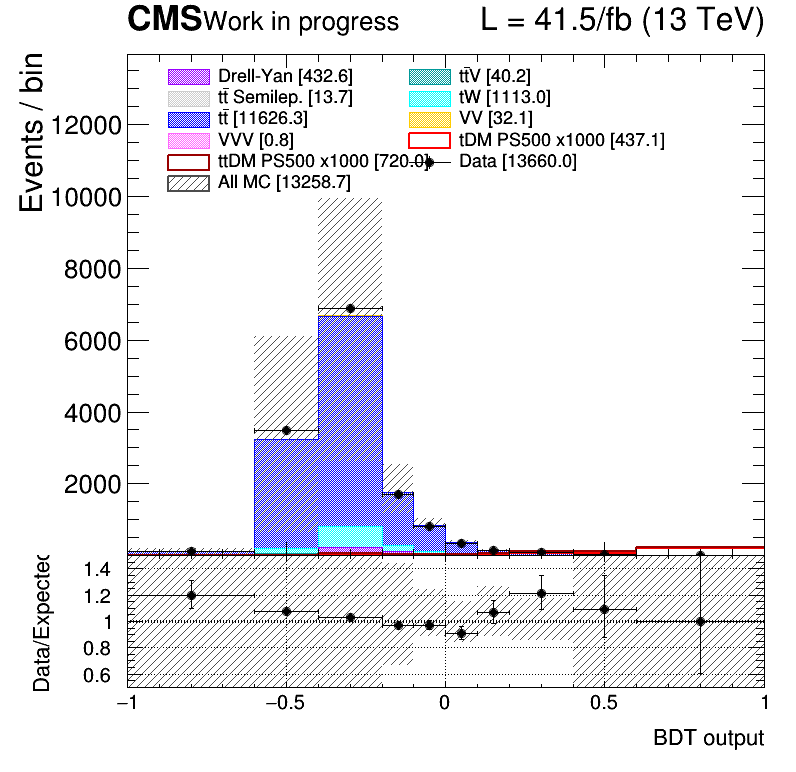 CMS Work in progress L = 41.5/fb (13 TeV)
Events / bin
Drell-Yan [432.6] tt̄V [40.2]
tt̄ Semilep. [13.7] tW [1113.0]
tt̄ [11626.3] VV [32.1]
VVV [0.8] tDM PS500 x1000 [437.1]
ttDM PS500 x1000 [720.0] Data [13660.0]
All MC [13258.7]
12000
10000
8000
6000
4000
2000
Data/Expected
1.4
1.2
1
0.8
0.6
−1 −0.5 0 0.5 1
BDT output